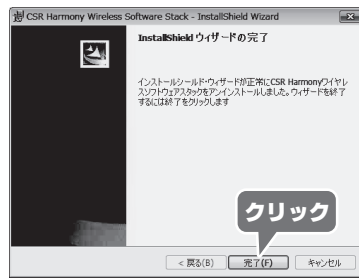 CSR Harmony Wireless Software Stack - InstallShield Wizard
InstallShield ウィザードの完了
インストールシールド・ウィザードが正常にCSR Harmonyワイヤレ
スソフトウェアスタックをアンインストールしました。ウィザードを終了
するには終了をクリックします
クリック
< 戻る(B)
完了(F)
キャンセル